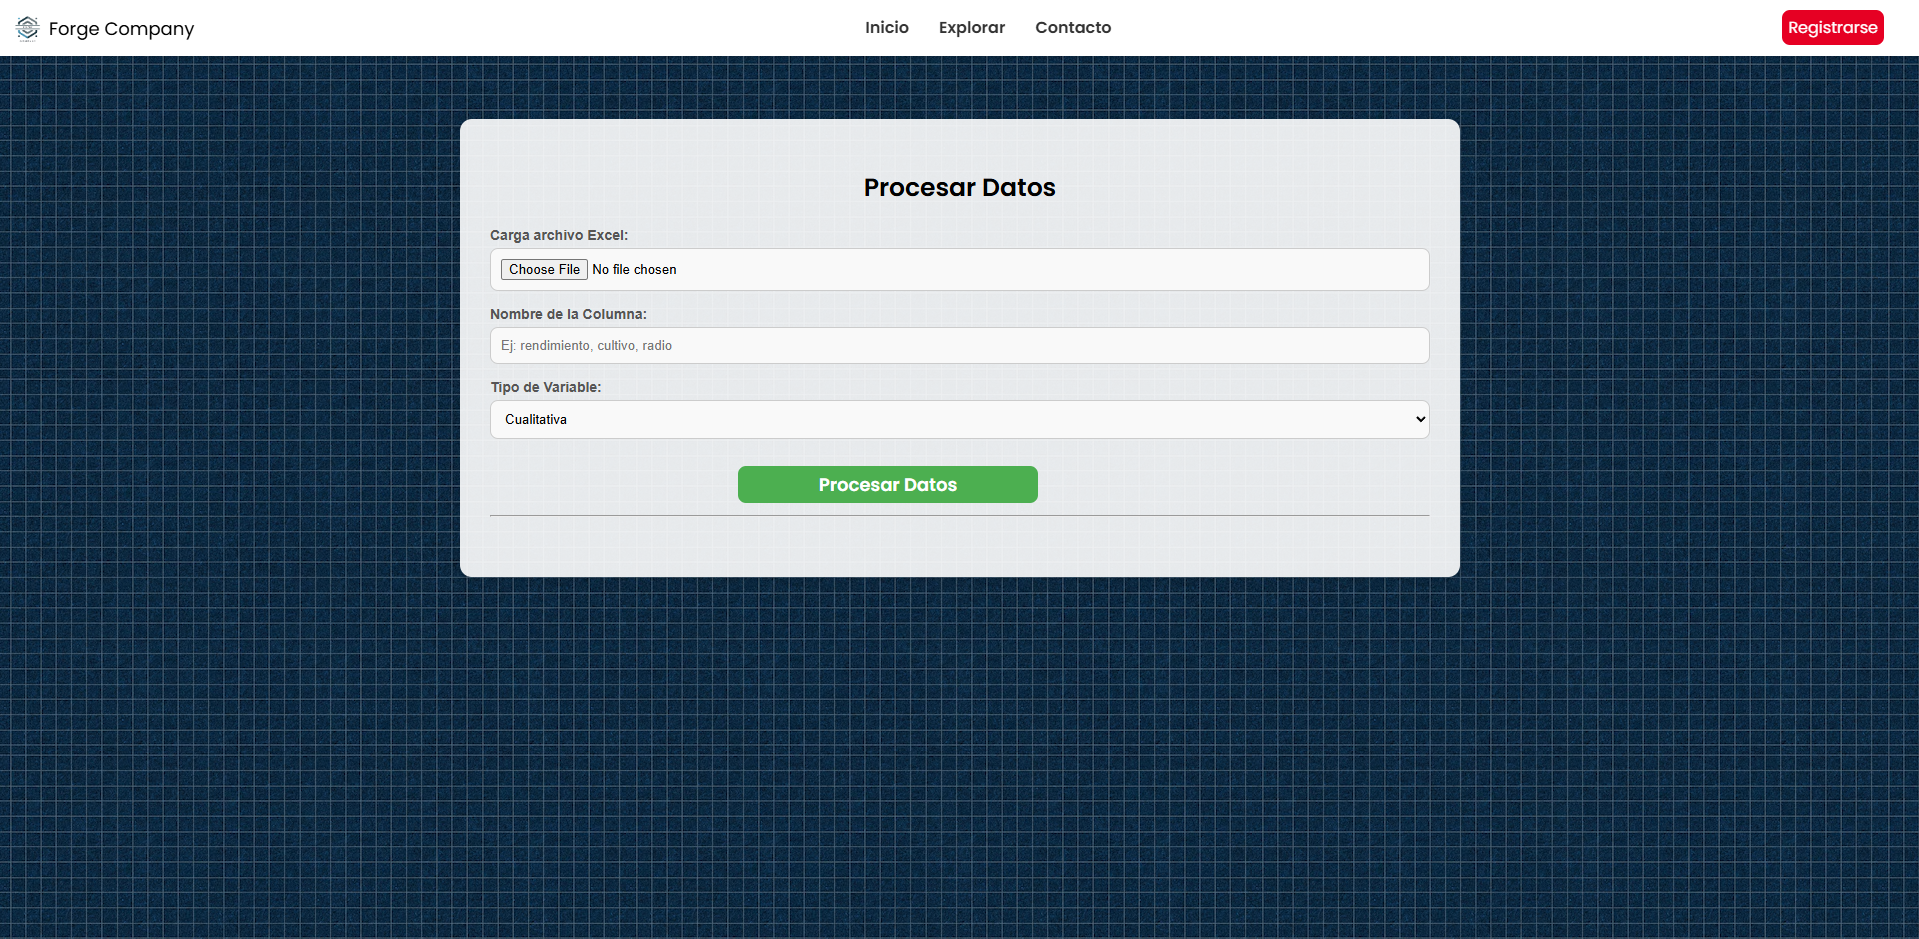 Forge Company
Inicio Explorar Contacto
Registrarse
Procesar Datos
Carga archivo Excel:
Choose File No file chosen
Nombre de la Columna:
Ej: rendimiento, cultivo, radio
Tipo de Variable:
Cualitativa
Procesar Datos